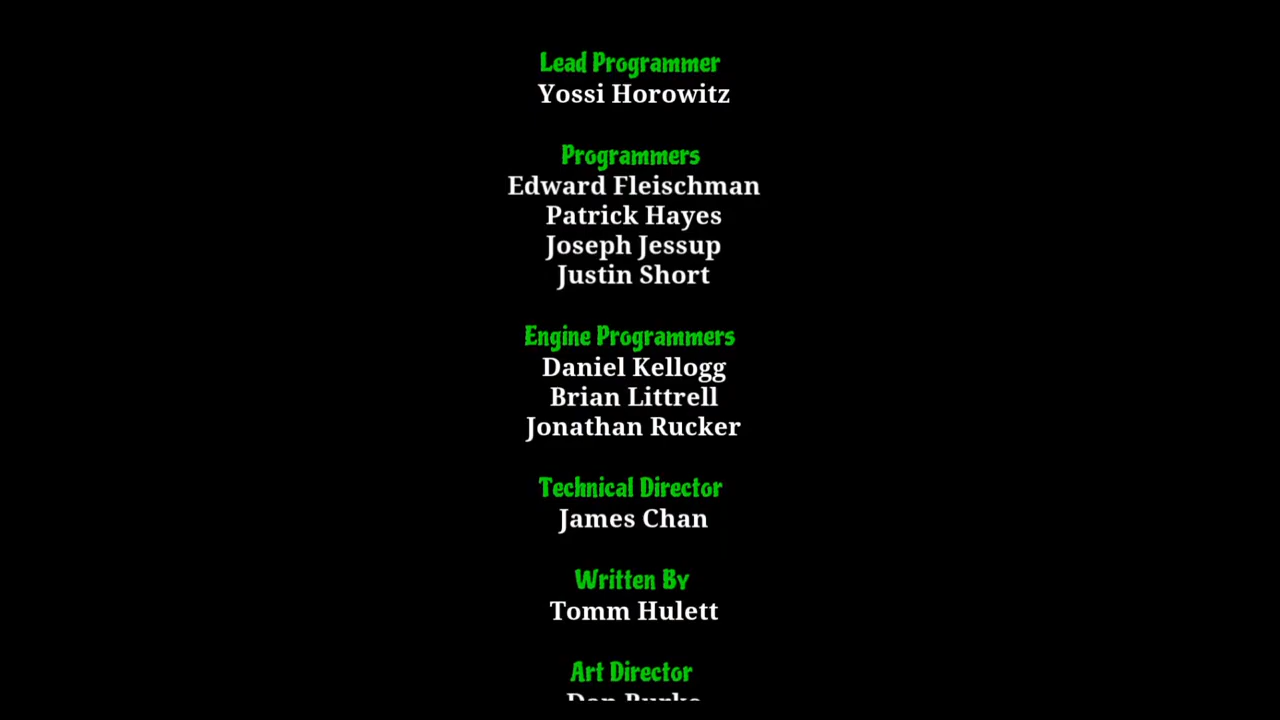 Lead Programmer
Yossi Horowitz
Programmers
Edward Fleischman
Patrick Hayes
Joseph Jessup
Justin Short
Engine Programmers
Daniel Kellogg
Brian Littrell
Jonathan Rucker
Technical Director
James Chan
Written By
Tomm Hulett
Art Director